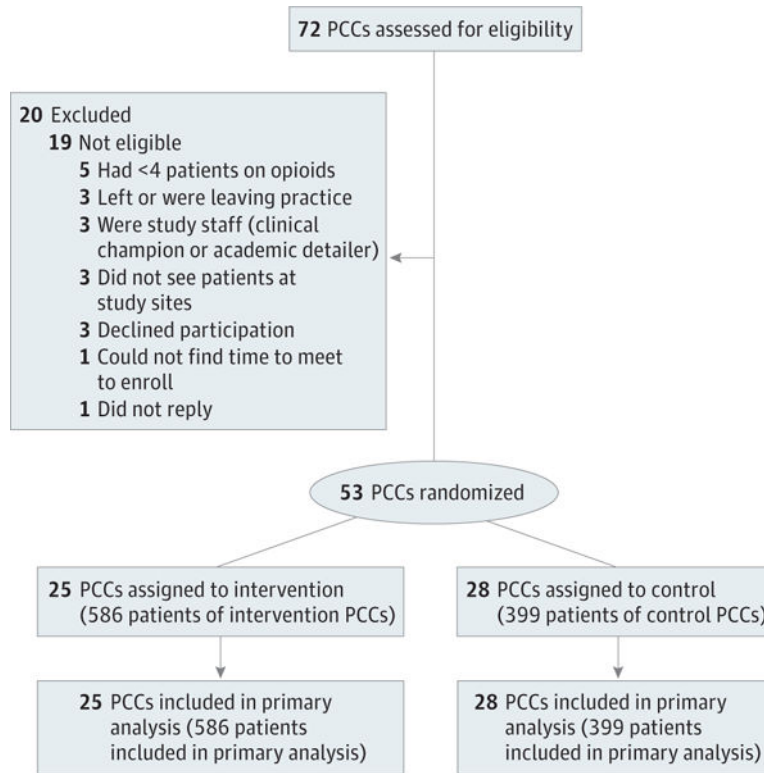 72 PCCs assessed for eligibility
20 Excluded
19 Not eligible
5 Had <4 patients on opioids
3 Left or were leaving practice
3 Were study staff (clinical
champion or academic detailer)
3 Did not see patients at
study sites
3 Declined participation
1 Could not find time to meet
to enroll
1 Did not reply
53 PCCs randomized
25 PCCs assigned to intervention
(586 patients of intervention PCCs)
28 PCCs assigned to control
(399 patients of control PCCs)
25 PCCs included in primary
analysis (586 patients
included in primary analysis)
28 PCCs included in primary
analysis (399 patients
included in primary analysis)